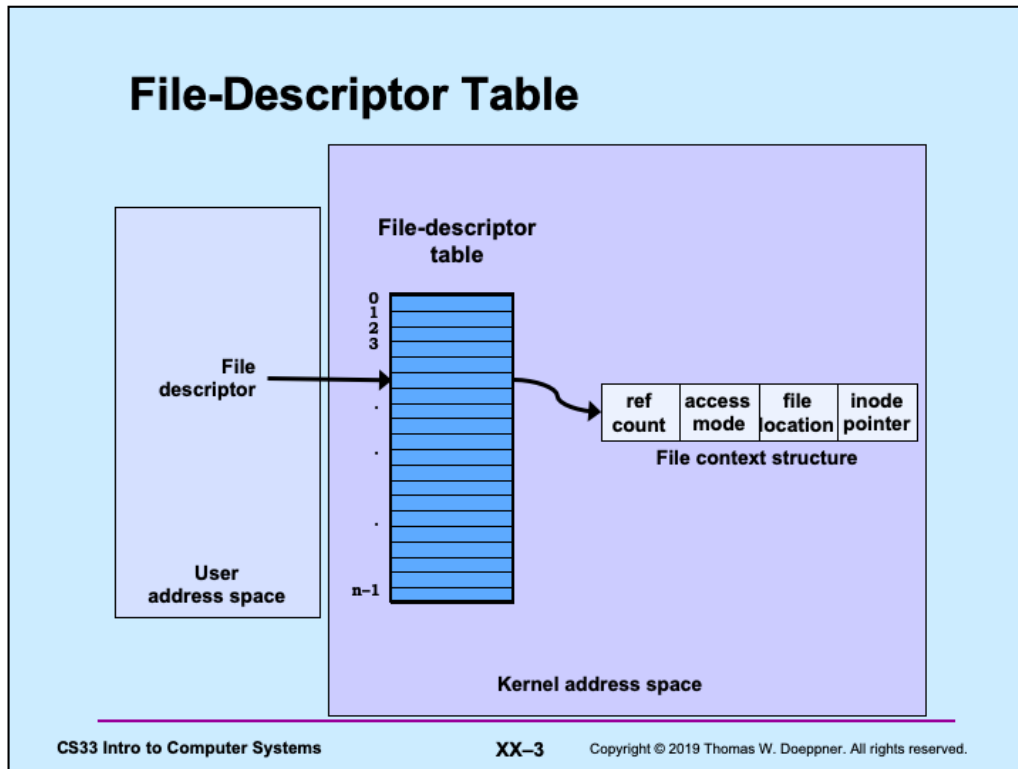 File-Descriptor Table
File-descriptor
table
0
1
2
3
File
descriptor
.
.
.
n–1
ref
count
access
mode
file
location
inode
pointer
File context structure
User
address space
Kernel address space
CS33 Intro to Computer Systems
XX–3
Copyright © 2019 Thomas W. Doeppner. All rights reserved.